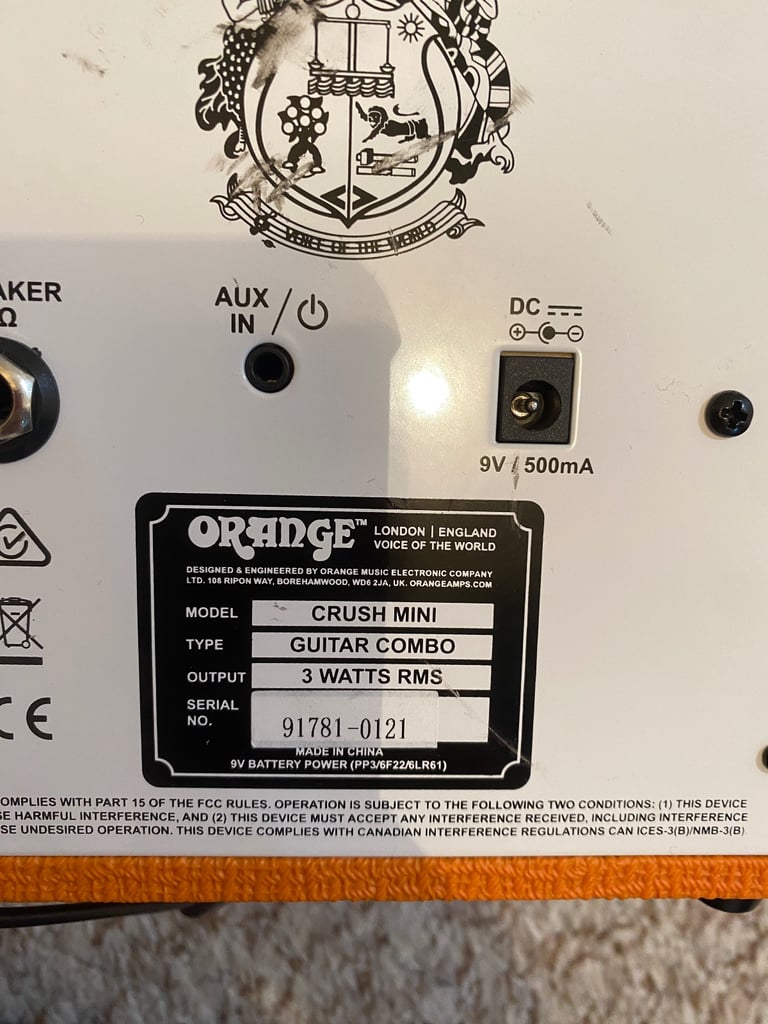 VOICE OF THE WORLD
AKER
Ω
AUX
IN
DC
9V / 500mA
ORANGE™
LONDON | ENGLAND
VOICE OF THE WORLD
DESIGNED & ENGINEERED BY ORANGE MUSIC ELECTRONIC COMPANY
LTD. 108 RIPON WAY, BOREHAMWOOD, WD6 2JA, UK. ORANGEAMPS.COM
MODEL CRUSH MINI
TYPE GUITAR COMBO
OUTPUT 3 WATTS RMS
SERIAL
NO. 91781-0121
MADE IN CHINA
9V BATTERY POWER (PP3/6F22/6LR61)
CE
OMPLIES WITH PART 15 OF THE FCC RULES. OPERATION IS SUBJECT TO THE FOLLOWING TWO CONDITIONS: (1) THIS DEVICE
SE HARMFUL INTERFERENCE, AND (2) THIS DEVICE MUST ACCEPT ANY INTERFERENCE RECEIVED, INCLUDING INTERFERENCE
SE UNDESIRED OPERATION. THIS DEVICE COMPLIES WITH CANADIAN INTERFERENCE REGULATIONS CAN ICES-3(B)/NMB-3(B)